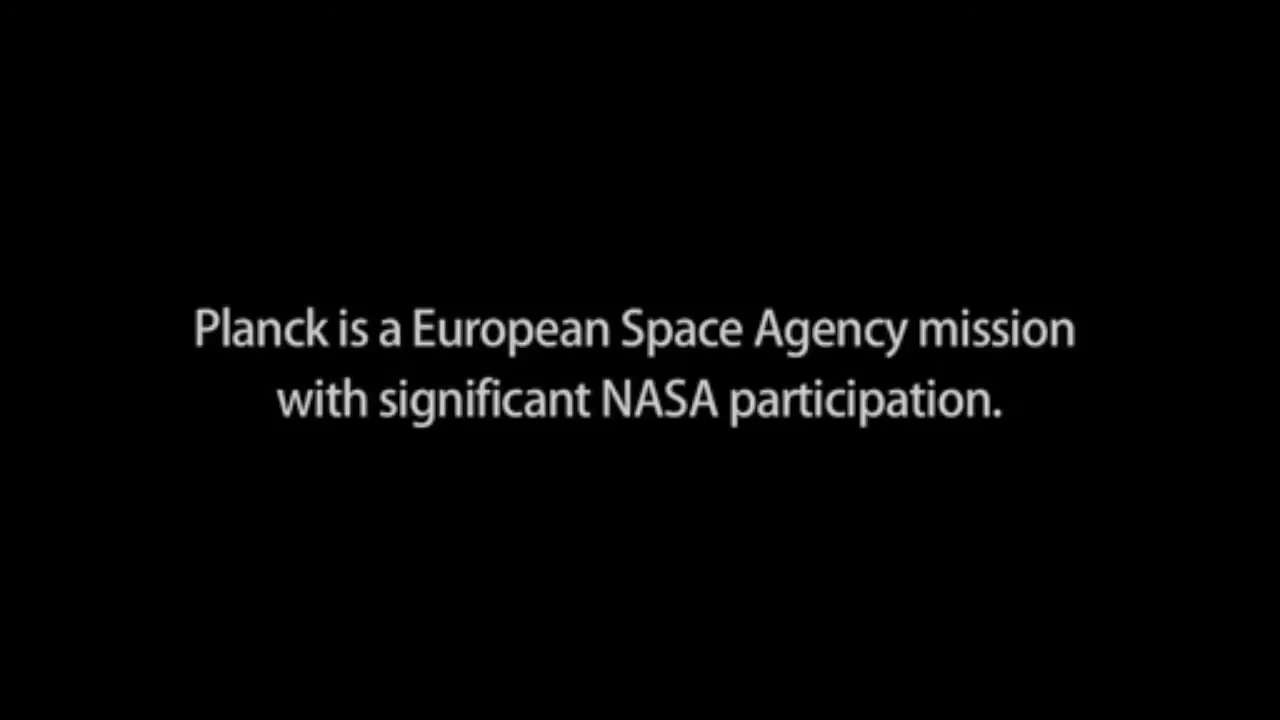 Planck is a European Space Agency mission
with significant NASA participation.